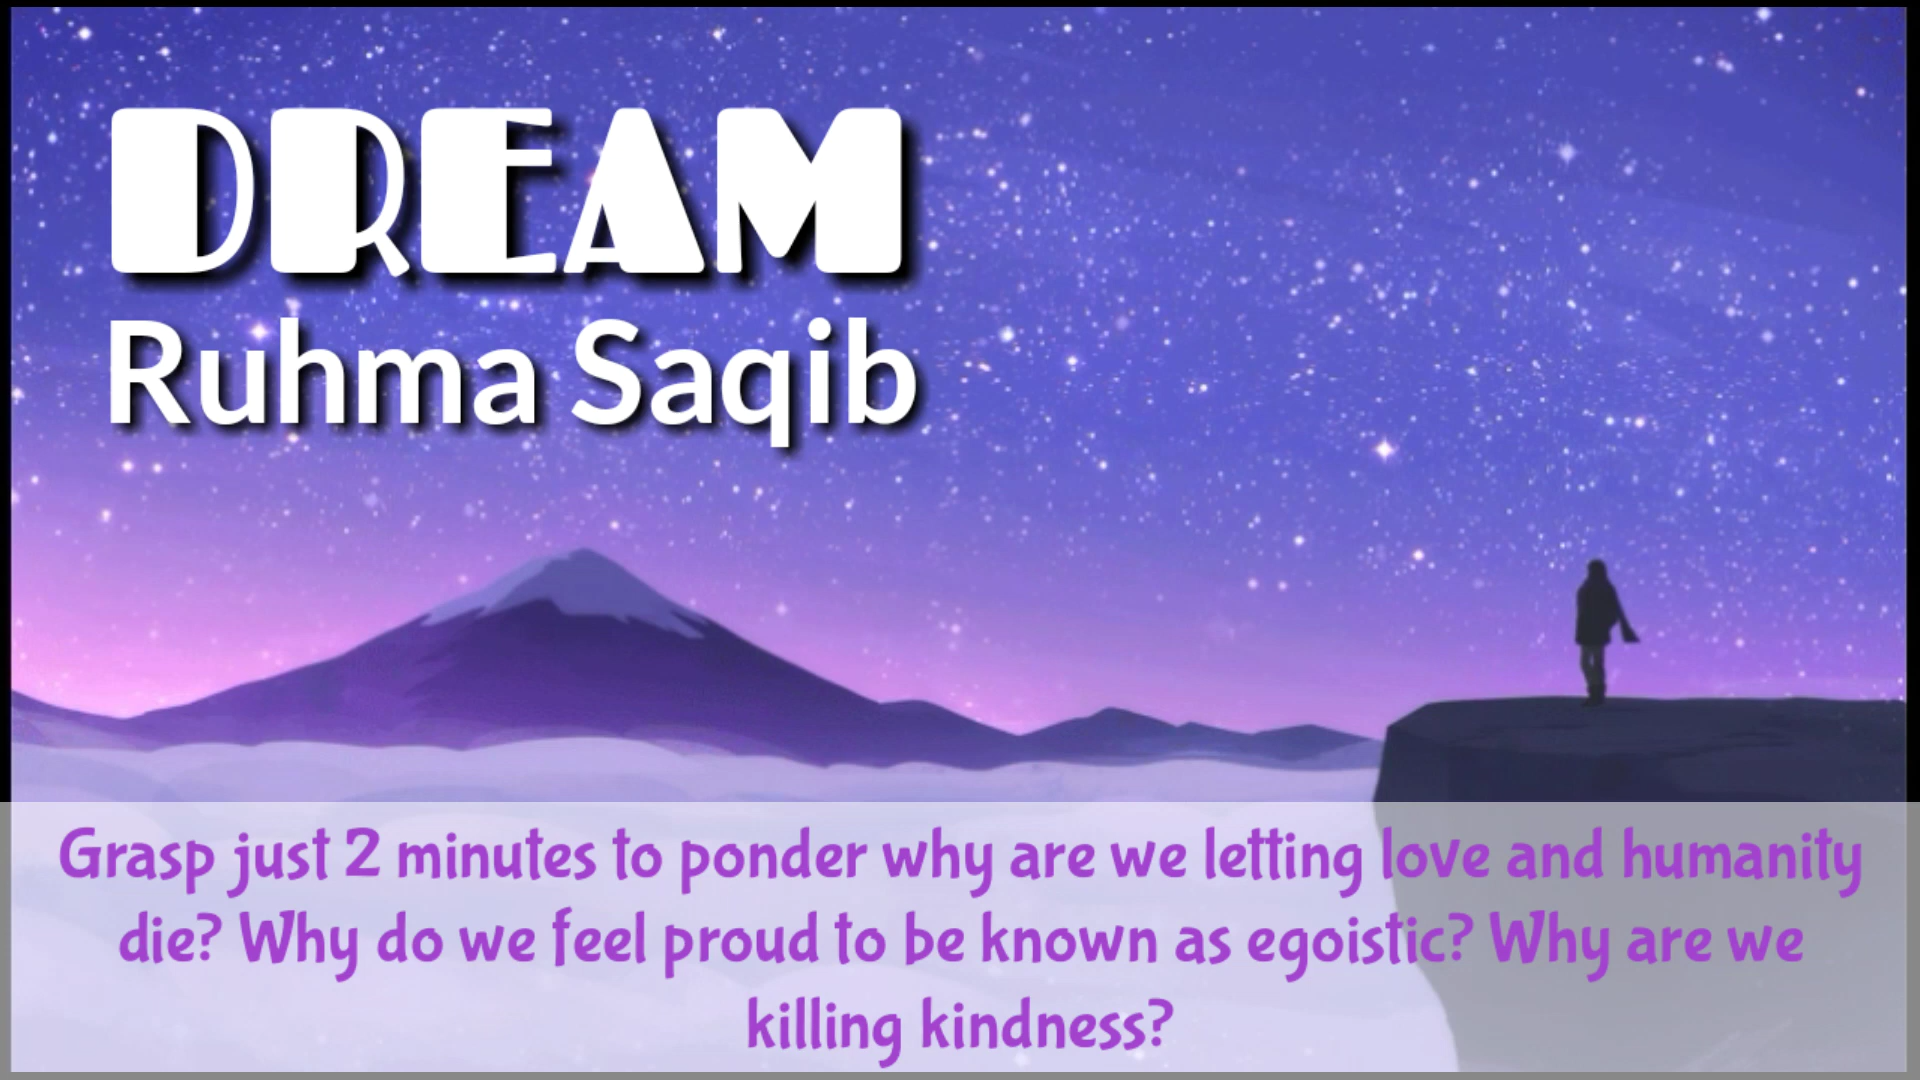 DREAM
Ruhma Saqib
Grasp just 2 minutes to ponder why are we letting love and humanity
die? Why do we feel proud to be known as egoistic? Why are we
killing kindness?